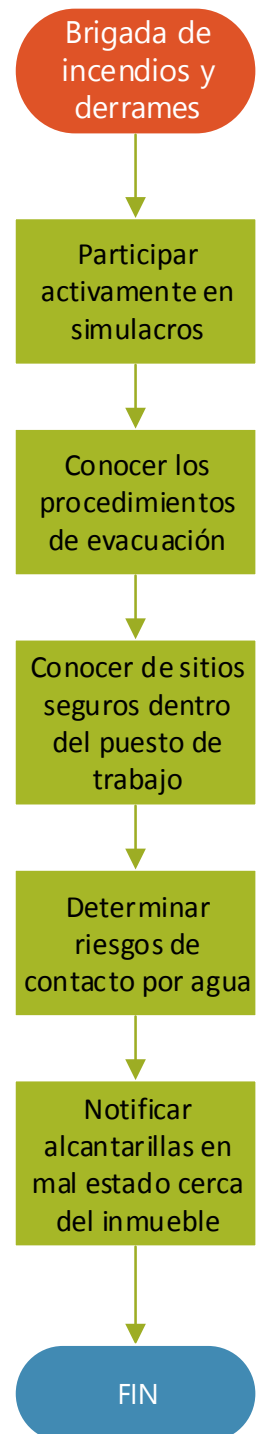 Brigada de
incendios y
derrames
Participar
activamente en
simulacros
Conocer los
procedimientos
de evacuación
Conocer de sitios
seguros dentro
del puesto de
trabajo
Determinar
riesgos de
contacto por agua
Notificar
alcantarillas en
mal estado cerca
del inmueble
FIN